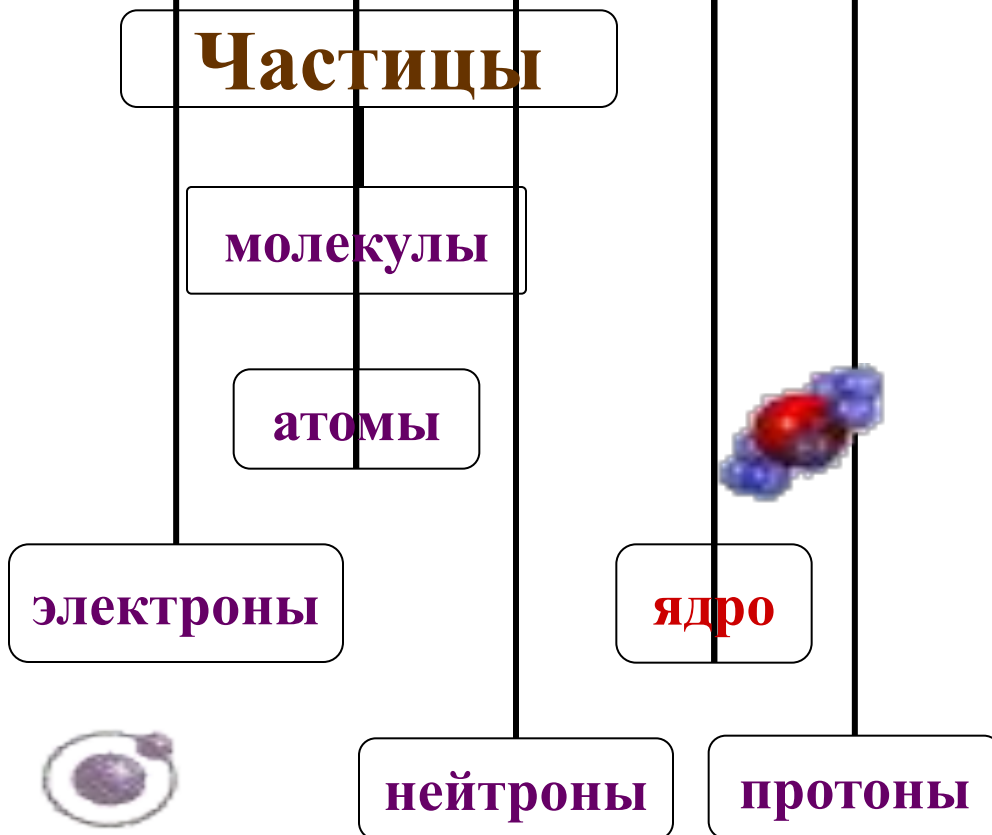 Частицы
молекулы
атомы
электроны
ядро
нейтроны
протоны